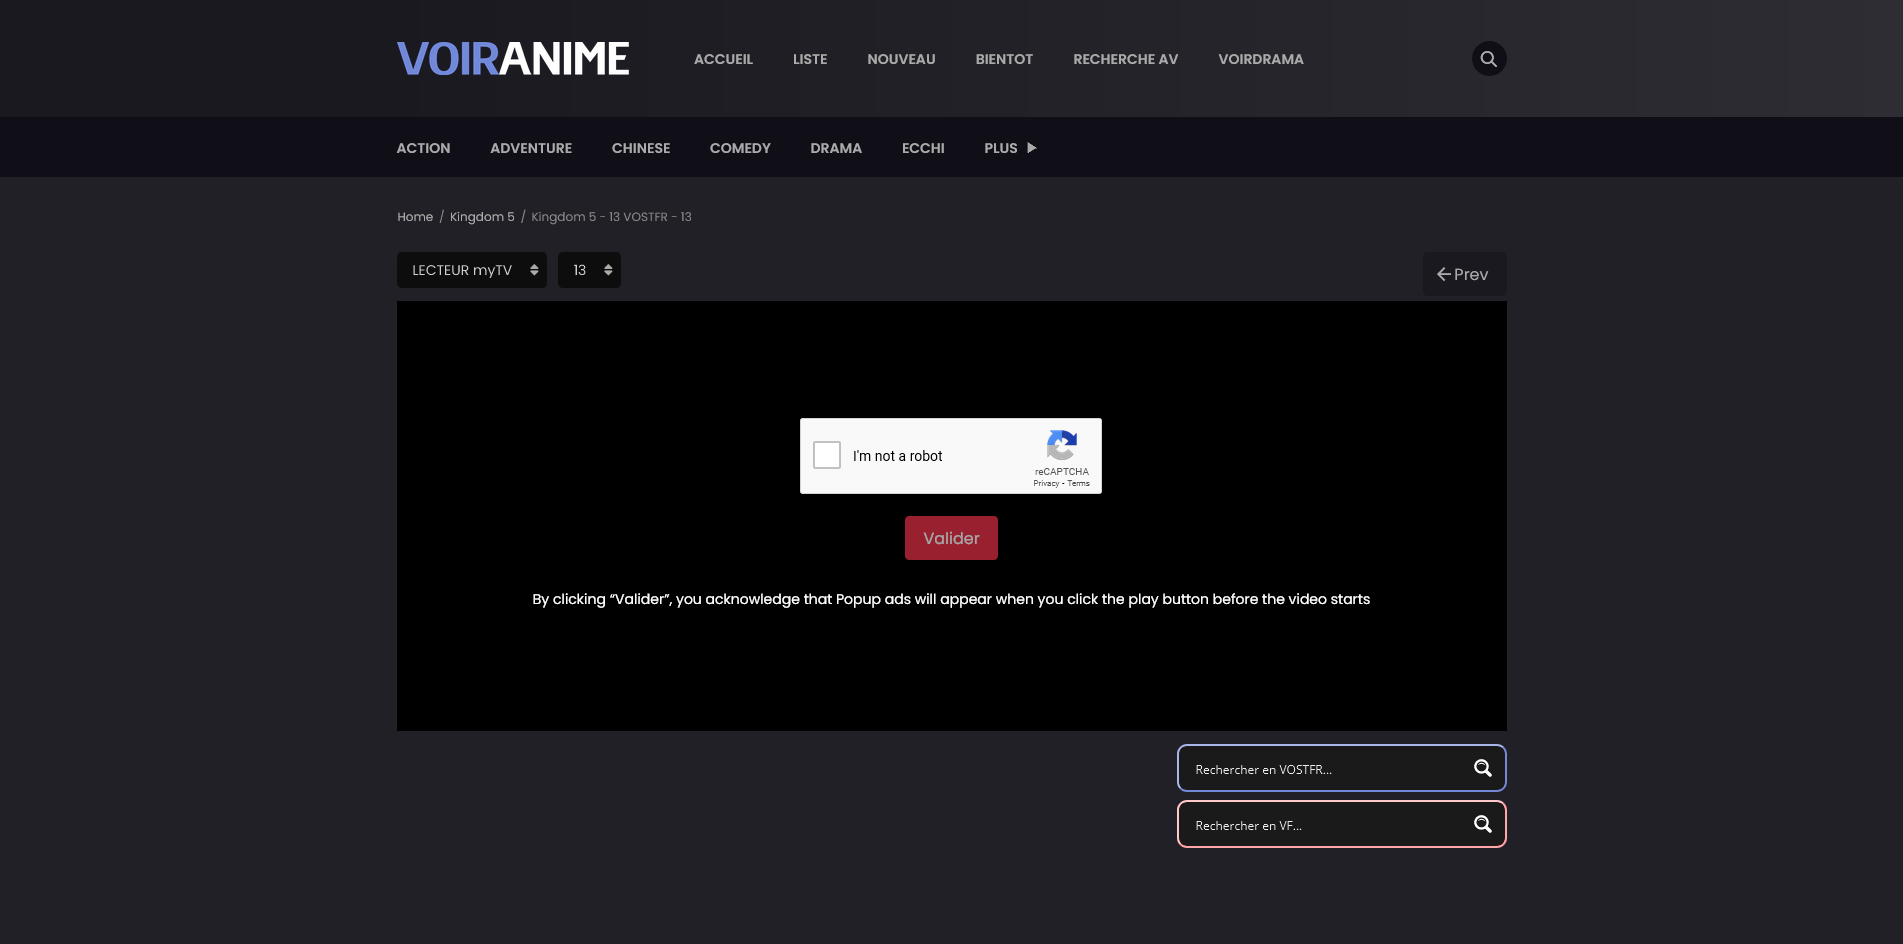 VOIRANIME
ACCUEIL LISTE NOUVEAU BIENTOT RECHERCHE AV VOIRDRAMA
ACTION ADVENTURE CHINESE COMEDY DRAMA ECCHI PLUS
Home / Kingdom 5 / Kingdom 5 - 13 VOSTFR - 13
LECTEUR myTV 13
Prev
I'm not a robot
reCAPTCHA
Privacy - Terms
Valider
By clicking “Valider”, you acknowledge that Popup ads will appear when you click the play button before the video starts
Rechercher en VOSTFR...
Rechercher en VF...